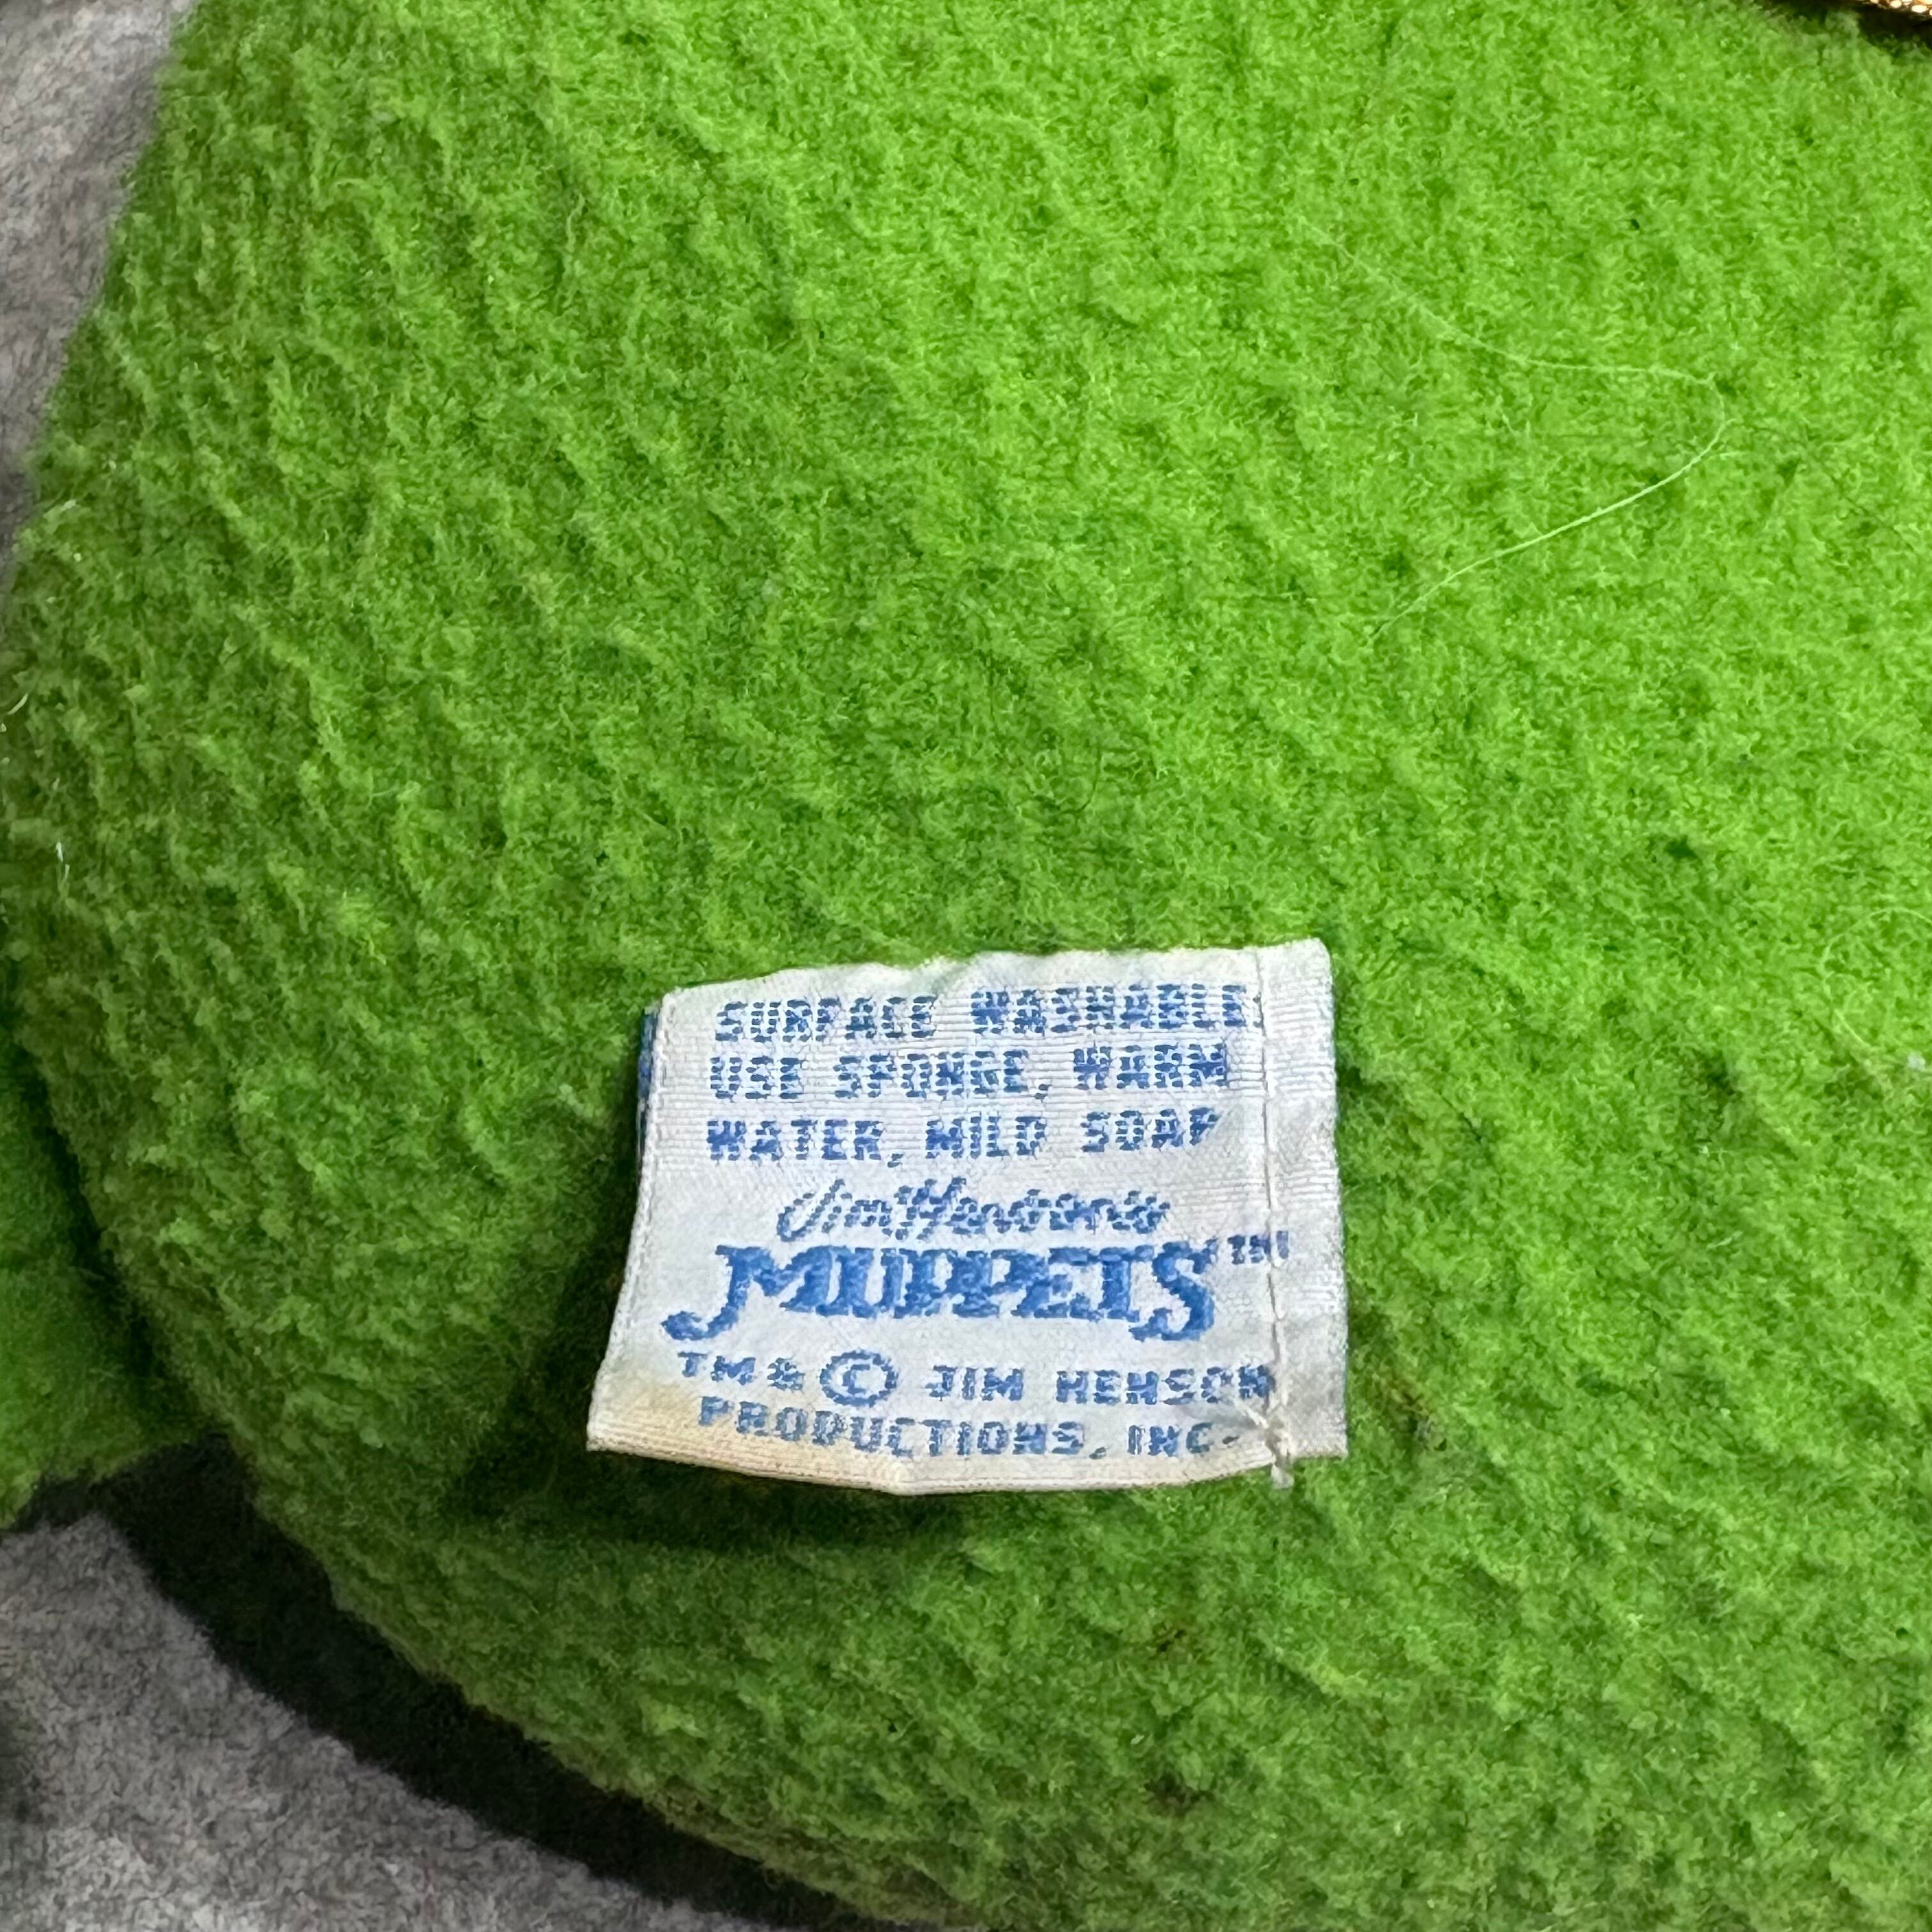 SURFACE WASHABLE.
USE SPONGE, WARM
WATER, MILD SOAP
Jim Henson's
MUPPETS™
TM & © JIM HENSON
PRODUCTIONS, INC.